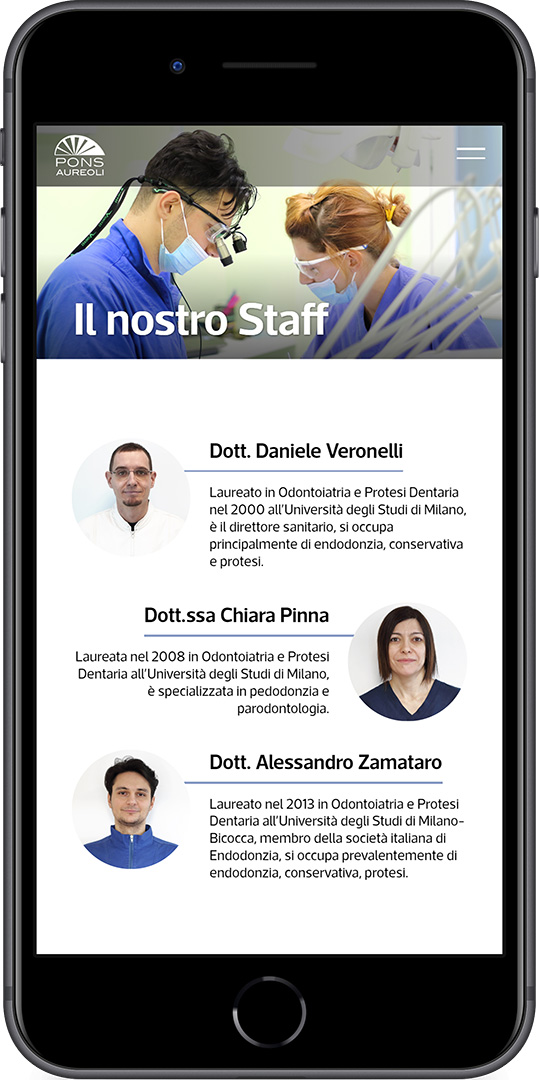 PONS
AUREOLI
Il nostro Staff
Dott. Daniele Veronelli
Laureato in Odontoiatria e Protesi Dentaria
nel 2000 all'Università degli Studi di Milano,
è il direttore sanitario, si occupa
principalmente di endodonzia, conservativa
e protesi.
Dott.ssa Chiara Pinna
Laureata nel 2008 in Odontoiatria e Protesi
Dentaria all'Università degli Studi di Milano,
è specializzata in pedodonzia e
parodontologia.
Dott. Alessandro Zamataro
Laureato nel 2013 in Odontoiatria e Protesi
Dentaria all'Università degli Studi di Milano-
Bicocca, membro della società italiana di
Endodonzia, si occupa prevalentemente di
endodonzia, conservativa, protesi.